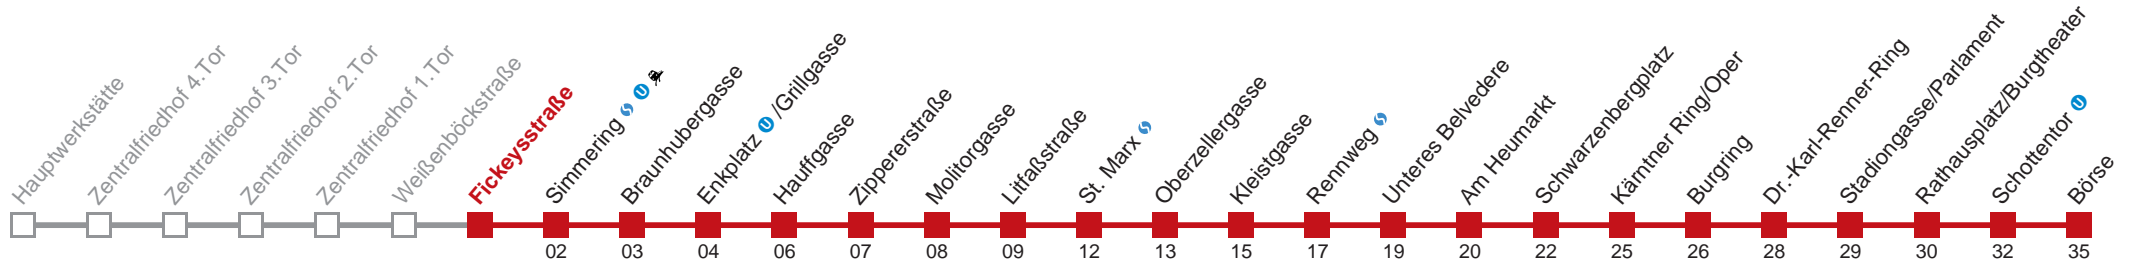 Hauptwerkstätte
Zentralfriedhof 4.Tor
Zentralfriedhof 3.Tor
Zentralfriedhof 2.Tor
Zentralfriedhof 1.Tor
Weißenböckstraße
Fickeysstraße
Simmering S U
Braunhubergasse
Enkplatz U /Grillgasse
Hauffgasse
Zippererstraße
Molitorgasse
Litfaßstraße
St. Marx S
Oberzellergasse
Kleistgasse
Rennweg S
Unteres Belvedere
Am Heumarkt
Schwarzenbergplatz
Kärntner Ring/Oper
Burgring
Dr.-Karl-Renner-Ring
Stadiongasse/Parlament
Rathausplatz/Burgtheater
Schottentor U
Börse
02 03 04 06 07 08 09 12 13 15 17 19 20 22 25 26 28 29 30 32 35